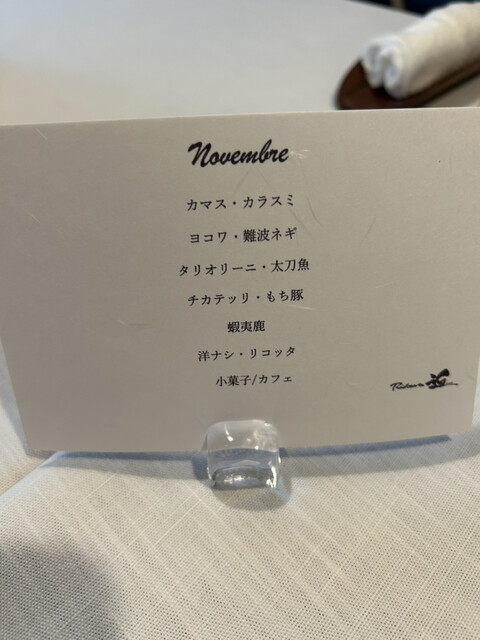 Novembre
カマス・カラスミ
ヨコワ・難波ネギ
タリオリーニ・太刀魚
チカテッリ・もち豚
蝦夷鹿
洋ナシ・リコッタ
小菓子/カフェ